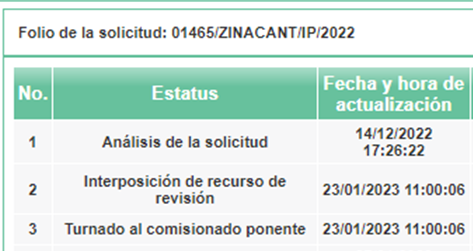 Folio de la solicitud: 01465/ZINACANT/IP/2022
No. Estatus Fecha y hora de
actualización
1 Análisis de la solicitud 14/12/2022
17:26:22
2 Interposición de recurso de
revisión 23/01/2023 11:00:06
3 Turnado al comisionado ponente 23/01/2023 11:00:06